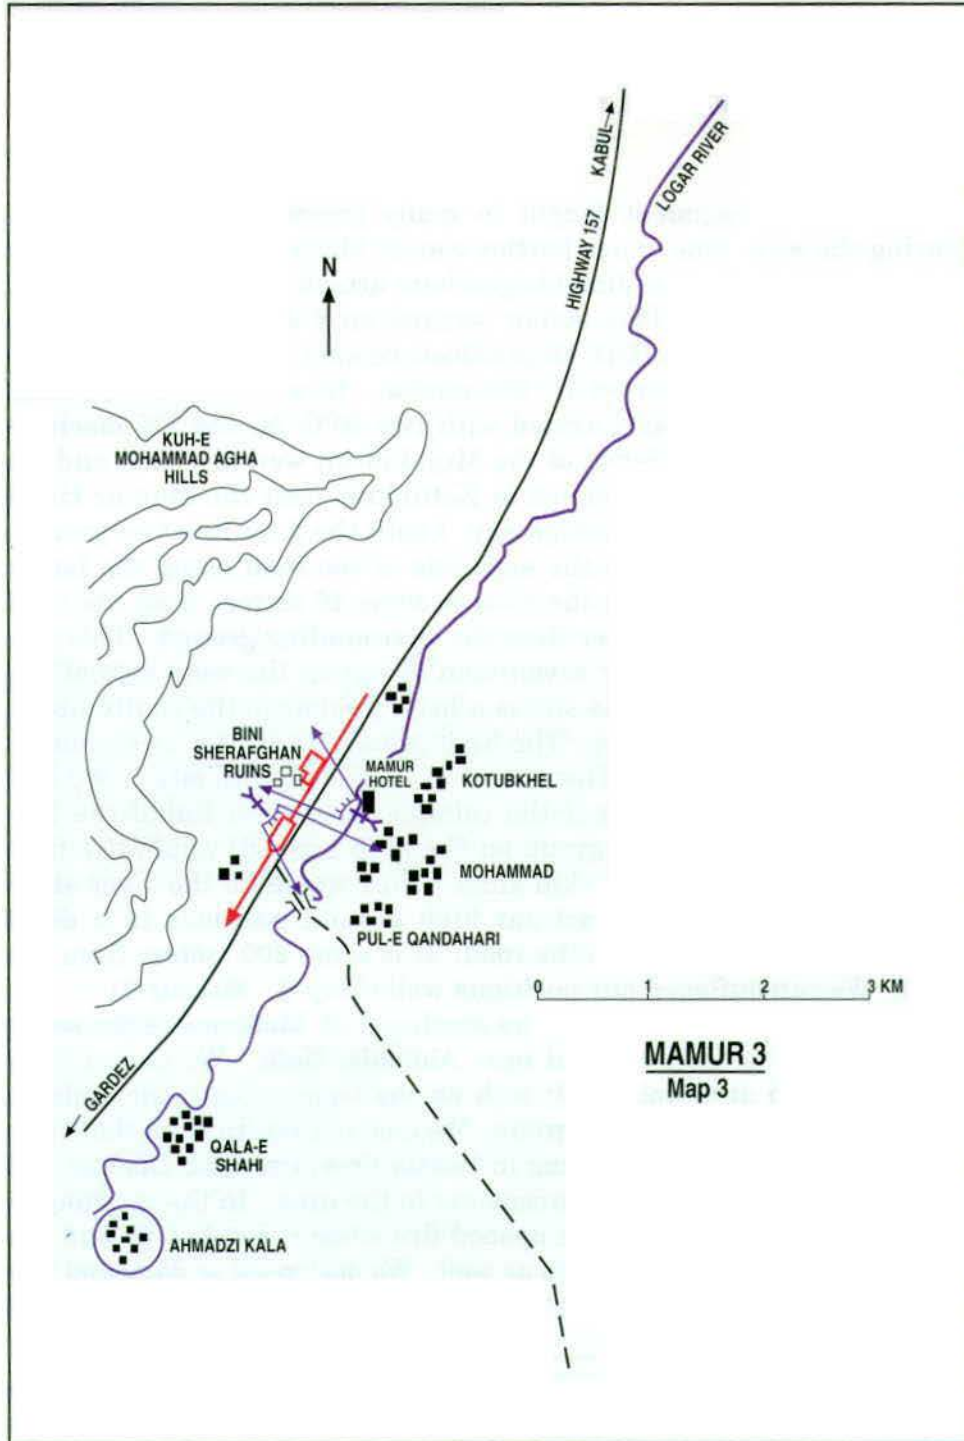 KABUL
LOGAR RIVER
HIGHWAY 157
N
KUH-E
MOHAMMAD AGHA
HILLS
BINI
SHERAFGHAN
RUINS
MAMUR
HOTEL
KOTUBKHEL
MOHAMMAD
PUL-E QANDAHARI
0 1 2 3 KM
MAMUR 3
Map 3
GARDEZ
QALA-E
SHAHI
AHMADZI KALA